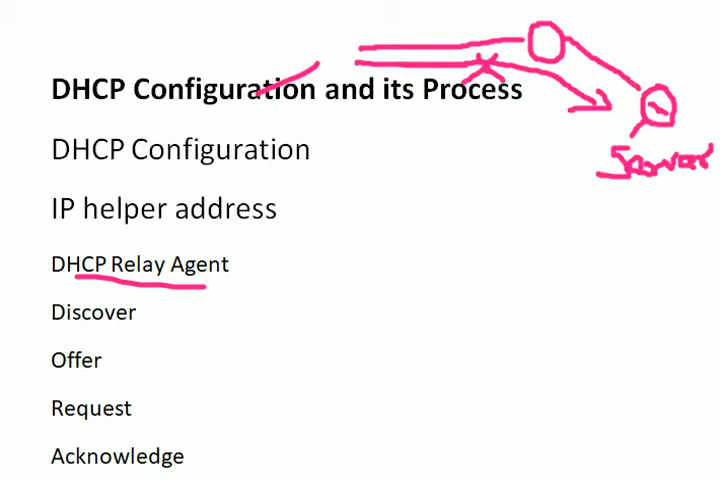 DHCP Configuration and its Process
DHCP Configuration
Server
IP helper address
DHCP Relay Agent
Discover
Offer
Request
Acknowledge